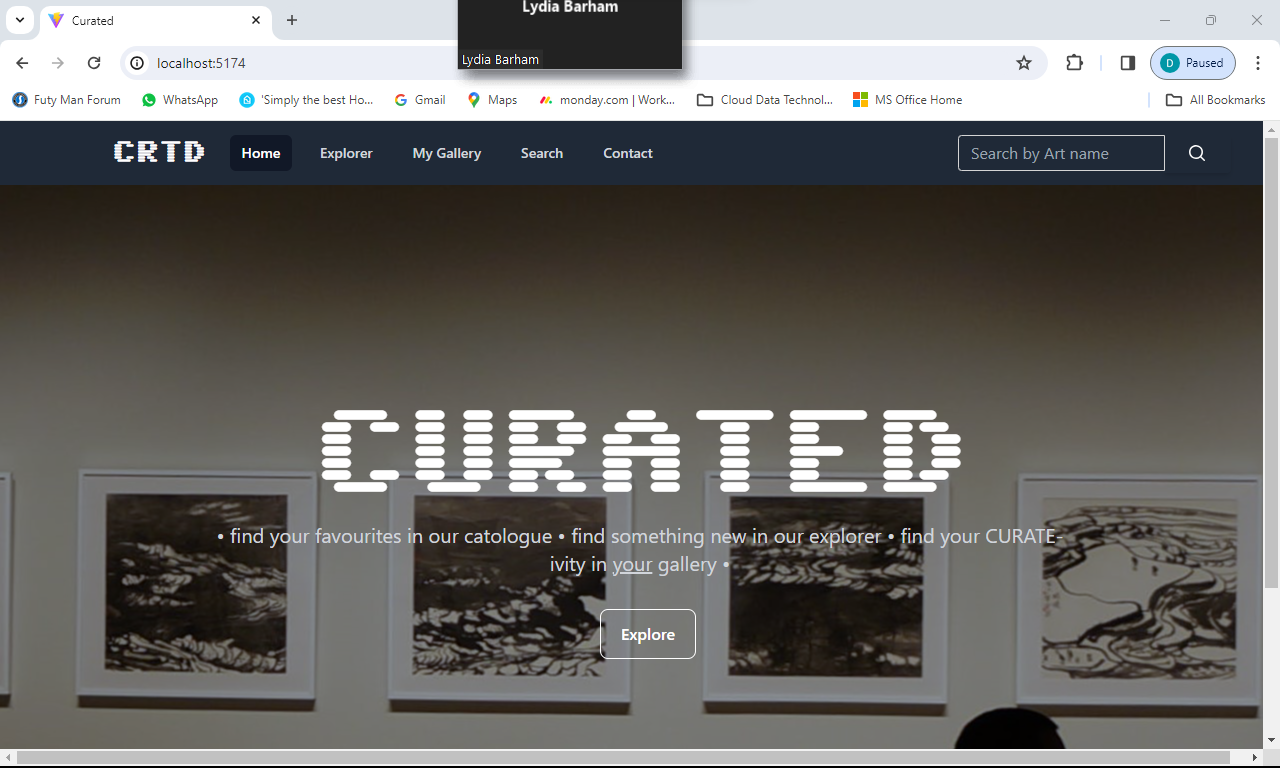 Lydia Barham
Curated
Lydia Barham
localhost:5174
D Paused
Futy Man Forum WhatsApp 'Simply the best Ho... Gmail Maps monday.com | Work... Cloud Data Technol... MS Office Home All Bookmarks
CRTD Home Explorer My Gallery Search Contact Search by Art name
CURATED
• find your favourites in our catologue • find something new in our explorer • find your CURATE-
ivity in your gallery •
Explore